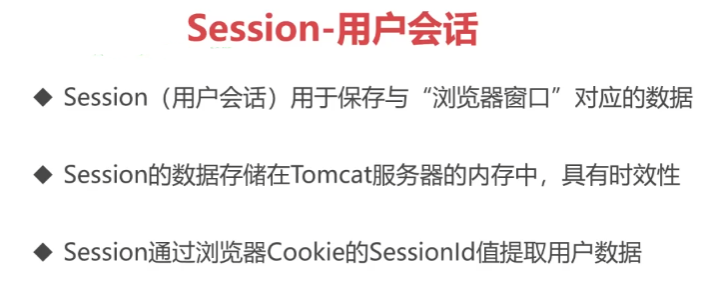 Session-用户会话
◆ Session（用户会话）用于保存与“浏览器窗口”对应的数据
◆ Session的数据存储在Tomcat服务器的内存中，具有时效性
◆ Session通过浏览器Cookie的SessionId值提取用户数据